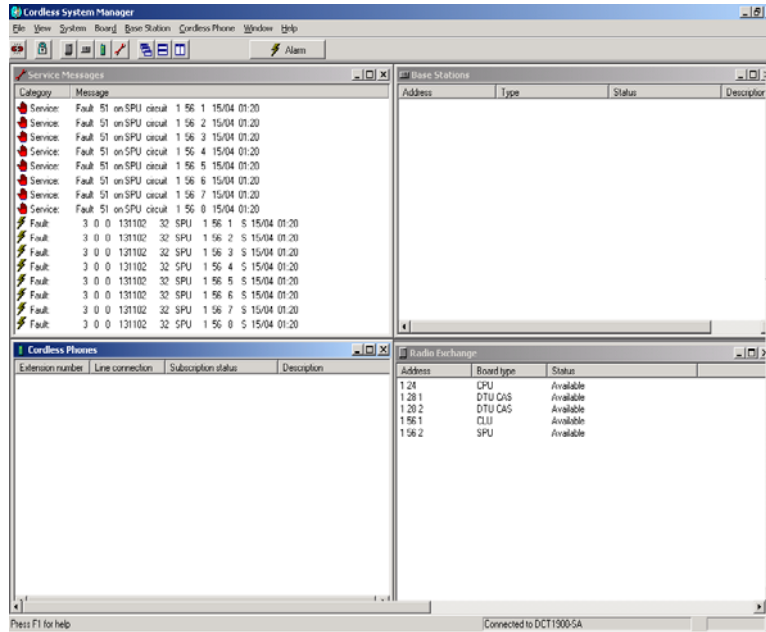 Cordless System Manager
File View System Board Base Station Cordless Phone Window Help
Alarm
Service Messages
Category Message
Service: Fault 51 on SPU circuit 1 56 1 15/04 01:20
Service: Fault 51 on SPU circuit 1 56 2 15/04 01:20
Service: Fault 51 on SPU circuit 1 56 3 15/04 01:20
Service: Fault 51 on SPU circuit 1 56 4 15/04 01:20
Service: Fault 51 on SPU circuit 1 56 5 15/04 01:20
Service: Fault 51 on SPU circuit 1 56 6 15/04 01:20
Service: Fault 51 on SPU circuit 1 56 7 15/04 01:20
Service: Fault 51 on SPU circuit 1 56 8 15/04 01:20
Fault: 3 0 0 131102 32 SPU 1 56 1 S 15/04 01:20
Fault: 3 0 0 131102 32 SPU 1 56 2 S 15/04 01:20
Fault: 3 0 0 131102 32 SPU 1 56 3 S 15/04 01:20
Fault: 3 0 0 131102 32 SPU 1 56 4 S 15/04 01:20
Fault: 3 0 0 131102 32 SPU 1 56 5 S 15/04 01:20
Fault: 3 0 0 131102 32 SPU 1 56 6 S 15/04 01:20
Fault: 3 0 0 131102 32 SPU 1 56 7 S 15/04 01:20
Fault: 3 0 0 131102 32 SPU 1 56 8 S 15/04 01:20
Base Stations
Address Type Status Description
Cordless Phones
Extension number Line connection Subscription status Description
Radio Exchange
Address Board type Status
1 24 CPU Available
1 28 1 DTU CAS Available
1 28 2 DTU CAS Available
1 56 1 CLU Available
1 56 2 SPU Available
Press F1 for help
Connected to DCT1900-SA